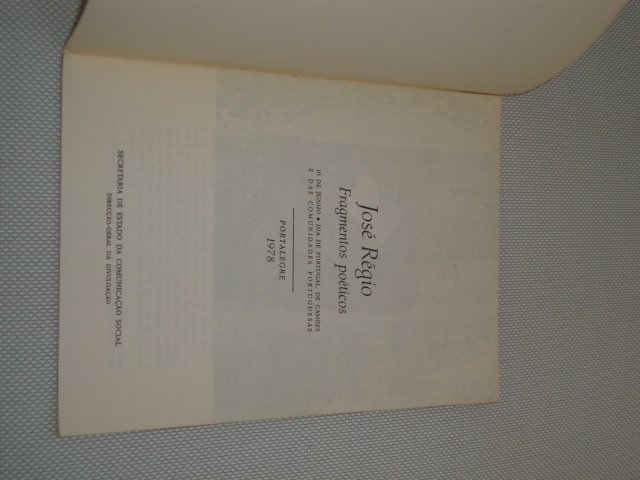 José Régio
Fragmentos poéticos
10 DE JUNHO • DIA DE PORTUGAL, DE CAMÕES
E DAS COMUNIDADES PORTUGUESAS
PORTALEGRE
1978
SECRETARIA DE ESTADO DA COMUNICAÇÃO SOCIAL
DIRECÇÃO-GERAL DA DIVULGAÇÃO